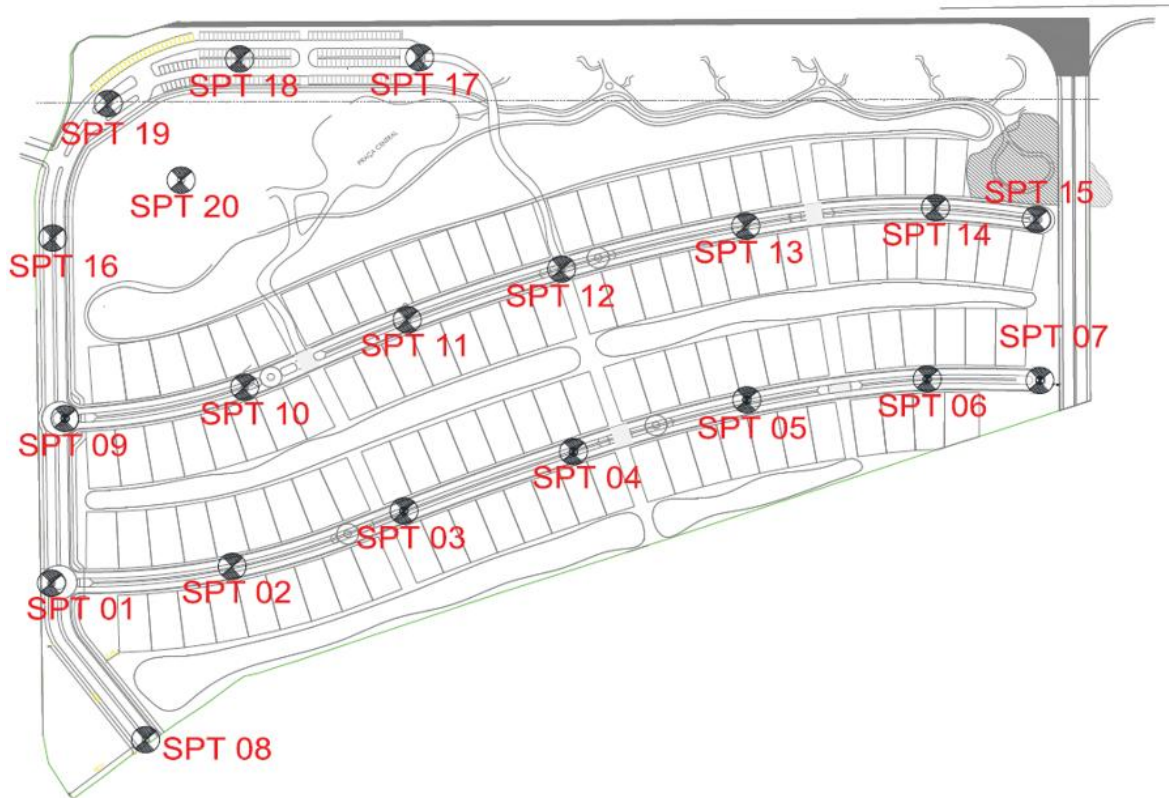 SPT 18
SPT 17
SPT 19
PRAÇA CENTRAL
SPT 20
SPT 15
SPT 14
SPT 16
SPT 13
SPT 12
SPT 11
SPT 07
SPT 10
SPT 06
SPT 05
SPT 09
SPT 04
SPT 03
SPT 02
SPT 01
SPT 08